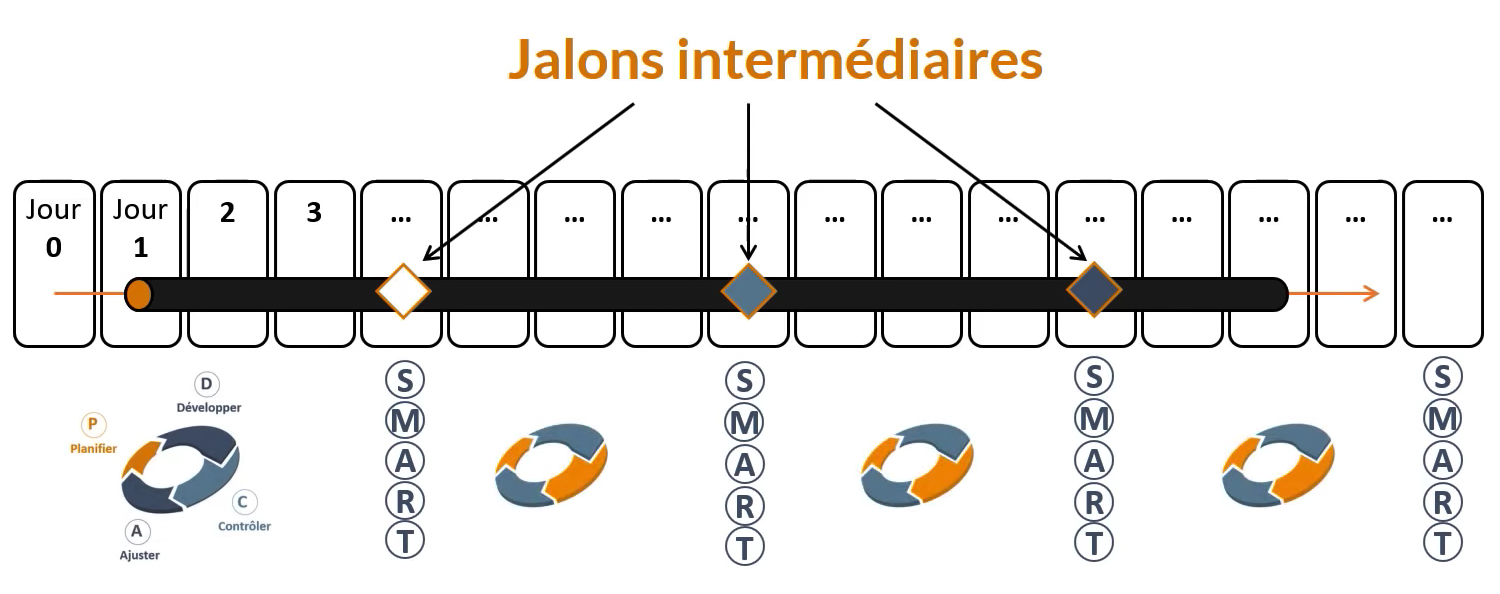 Jalons intermédiaires
Jour 0
Jour 1
2
3
...
...
...
...
...
...
...
...
...
...
...
...
...
D
Développer
P
Planifier
C
Contrôler
A
Ajuster
S
M
A
R
T
S
M
A
R
T
S
M
A
R
T
S
M
A
R
T